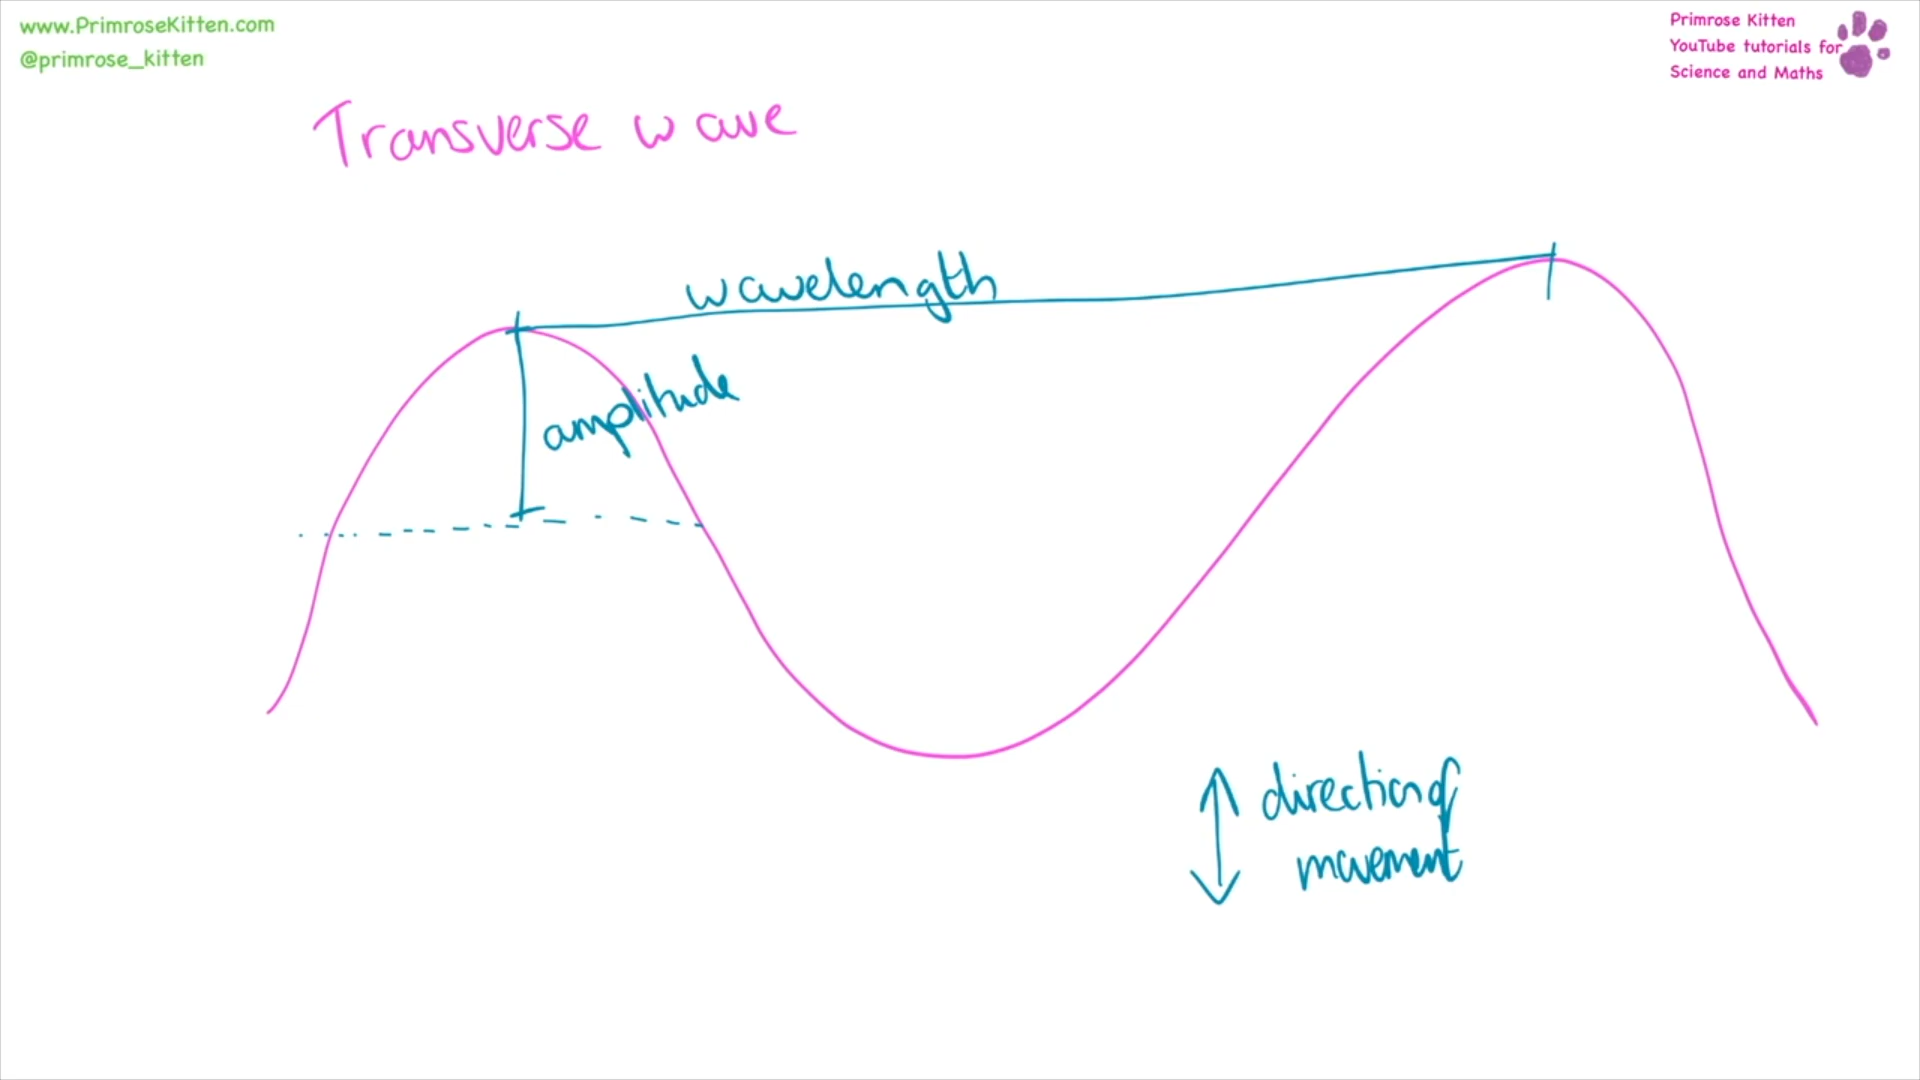 www.PrimroseKitten.com
@primrose_kitten
Primrose Kitten
YouTube tutorials for
Science and Maths
Transverse wave
wavelength
amplitude
direction of
movement